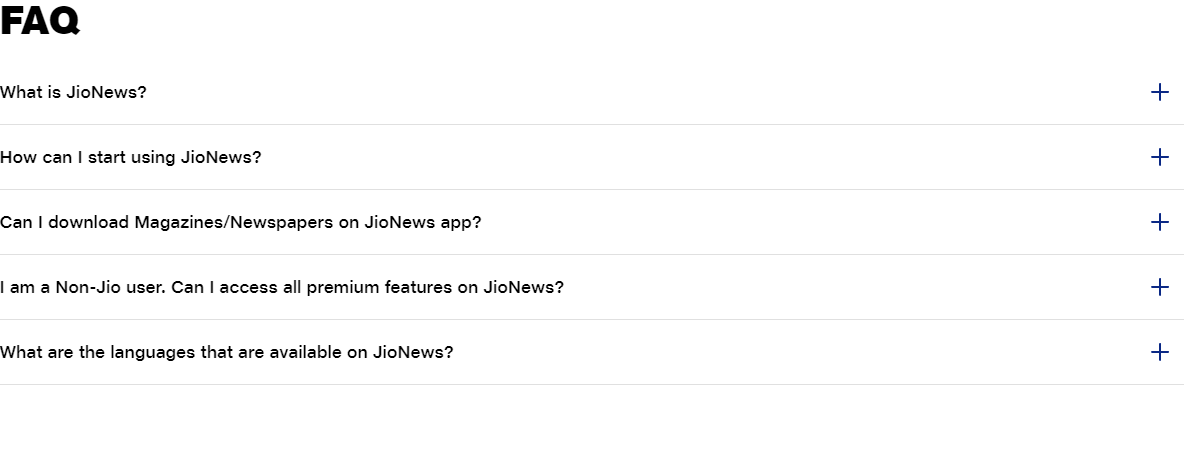 FAQ
What is JioNews?
How can I start using JioNews?
Can I download Magazines/Newspapers on JioNews app?
I am a Non-Jio user. Can I access all premium features on JioNews?
What are the languages that are available on JioNews?